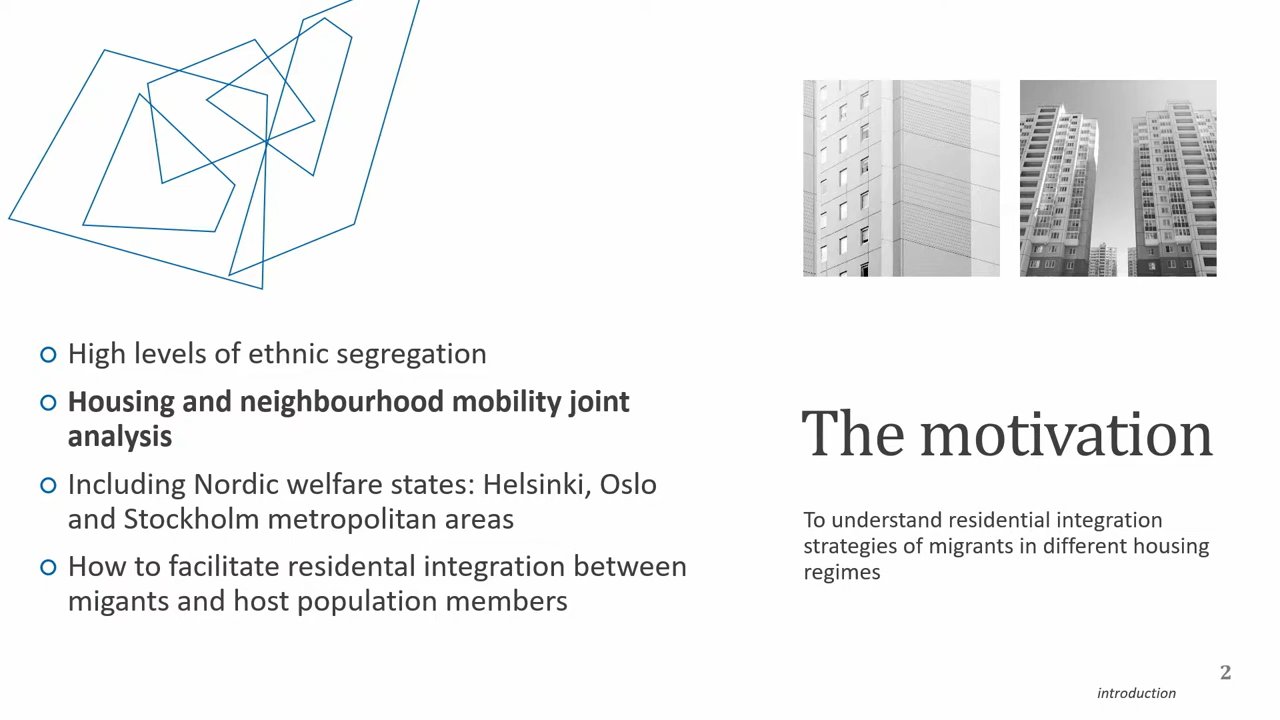 High levels of ethnic segregation
Housing and neighbourhood mobility joint
analysis
Including Nordic welfare states: Helsinki, Oslo
and Stockholm metropolitan areas
How to facilitate residental integration between
migants and host population members
The motivation
To understand residential integration
strategies of migrants in different housing
regimes
2
introduction